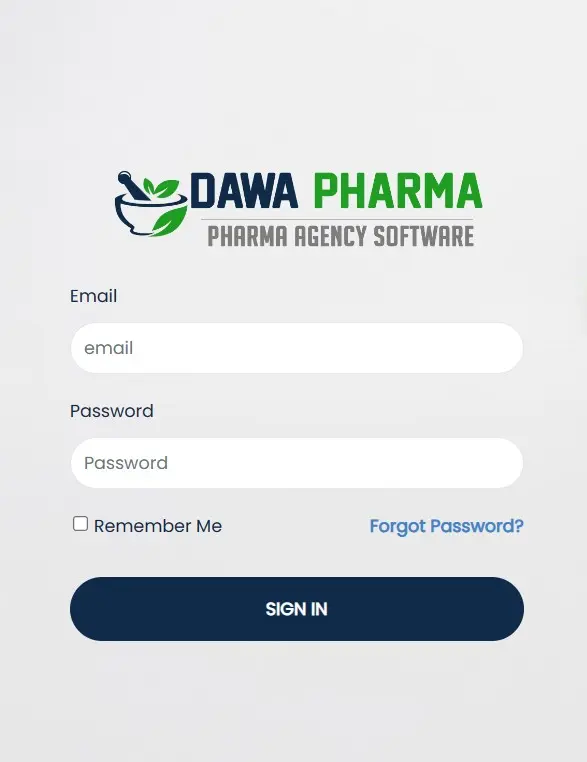 DAWA PHARMA
PHARMA AGENCY SOFTWARE
Email
email
Password
Password
Remember Me Forgot Password?
SIGN IN